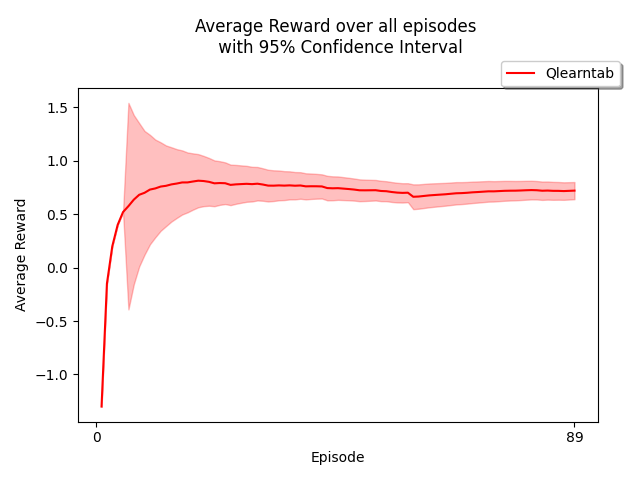 Average Reward over all episodes
with 95% Confidence Interval
Qlearntab
1.5
1.0
0.5
0.0
−0.5
−1.0
Average Reward
0
89
Episode